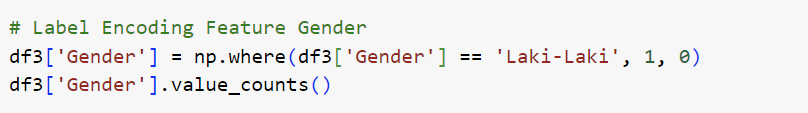 # Label Encoding Feature Gender
df3['Gender'] = np.where(df3['Gender'] == 'Laki-Laki', 1, 0)
df3['Gender'].value_counts()